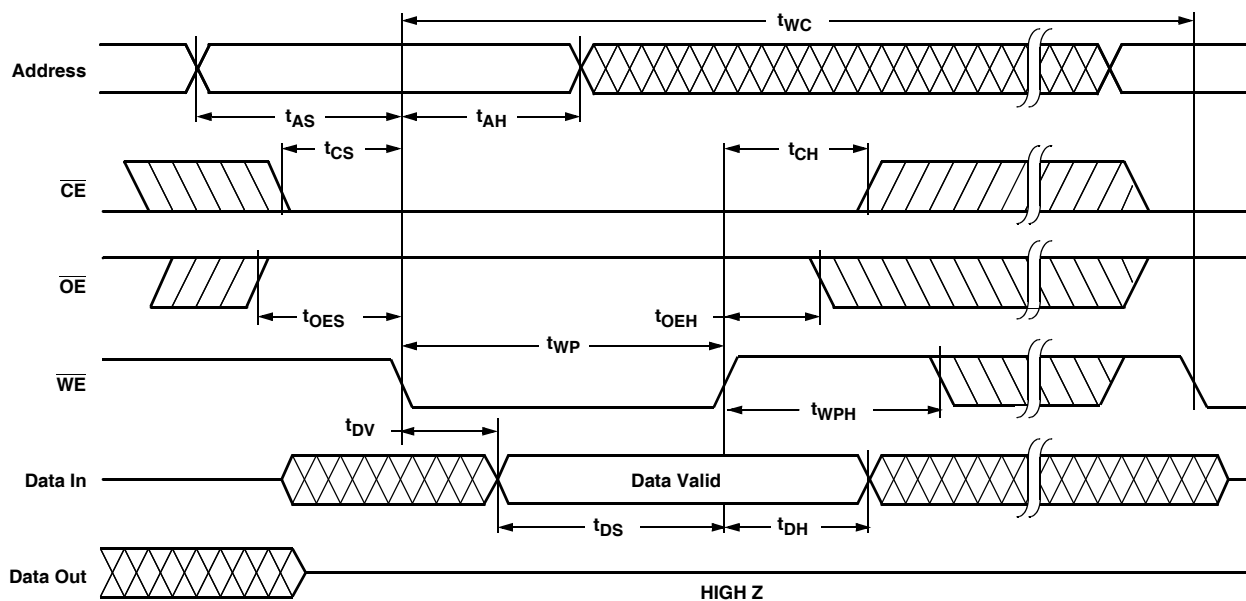 tWC
Address
tAS
tAH
tCS
tCH
CE
OE
tOES
tOEH
tWP
WE
tWPH
tDV
Data In
Data Valid
tDS
tDH
Data Out
HIGH Z